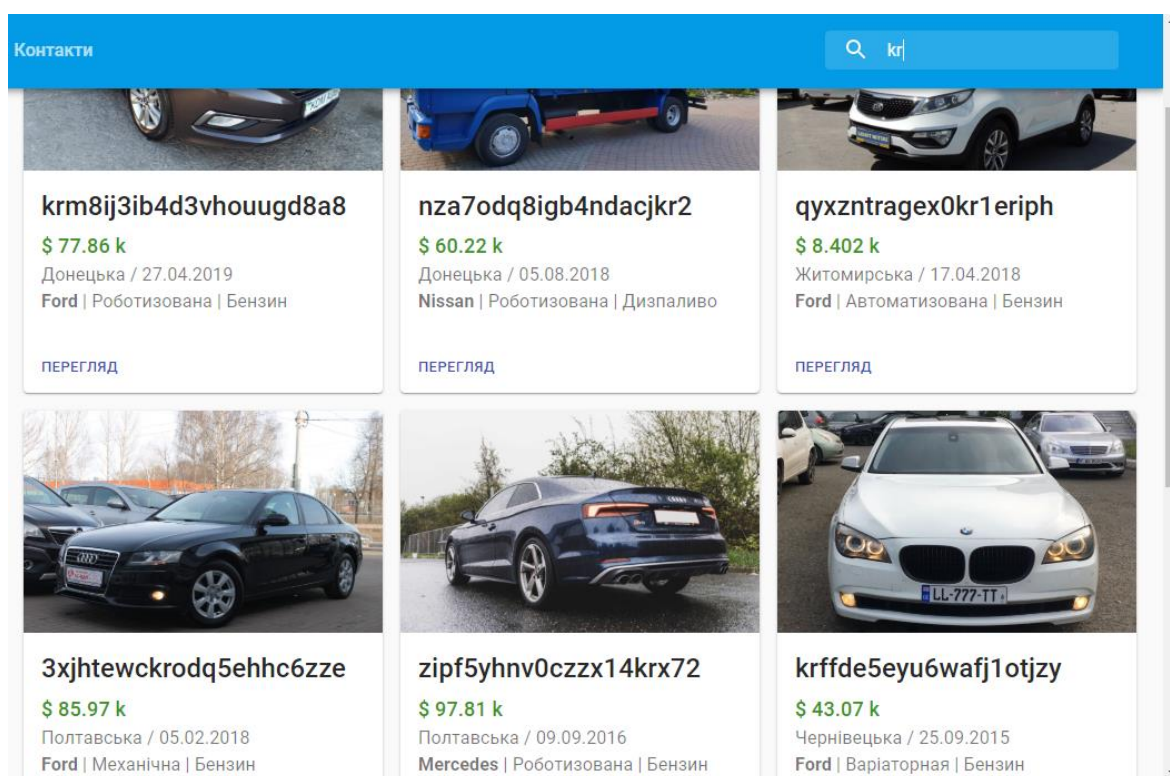 Контакти
kr
krm8ij3ib4d3vhouugd8a8
nza7odq8igb4ndacjkr2
qyxzntragex0kr1eriph
$ 77.86 k
$ 60.22 k
$ 8.402 k
Донецька / 27.04.2019
Донецька / 05.08.2018
Житомирська / 17.04.2018
Ford | Роботизована | Бензин
Nissan | Роботизована | Дизпаливо
Ford | Автоматизована | Бензин
ПЕРЕГЛЯД
ПЕРЕГЛЯД
ПЕРЕГЛЯД
LL-777-TT
3xjhtewckrodq5ehhc6zze
zipf5yhnv0czzx14krx72
krffde5eyu6wafj1otjzy
$ 85.97 k
$ 97.81 k
$ 43.07 k
Полтавська / 05.02.2018
Полтавська / 09.09.2016
Чернівецька / 25.09.2015
Ford | Механічна | Бензин
Mercedes | Роботизована | Бензин
Ford | Варіаторная | Бензин